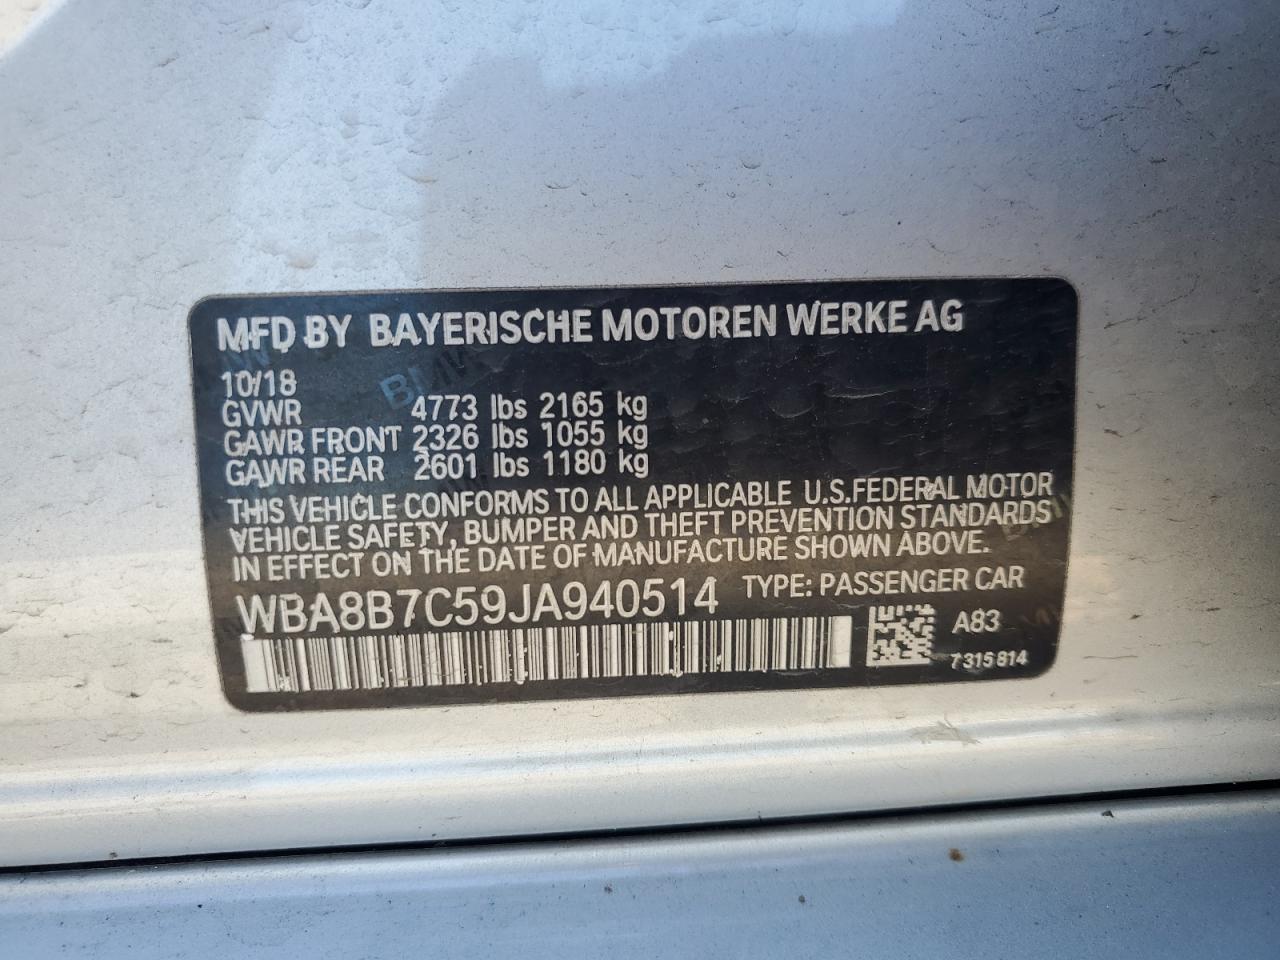 MFD BY BAYERISCHE MOTOREN WERKE AG
10/18
GVWR 4773 lbs 2165 kg
GAWR FRONT 2326 lbs 1055 kg
GAWR REAR 2601 lbs 1180 kg
THIS VEHICLE CONFORMS TO ALL APPLICABLE U.S.FEDERAL MOTOR
VEHICLE SAFETY, BUMPER AND THEFT PREVENTION STANDARDS
IN EFFECT ON THE DATE OF MANUFACTURE SHOWN ABOVE.
WBA8B7C59JA940514 TYPE: PASSENGER CAR
A83
7315814
BMW